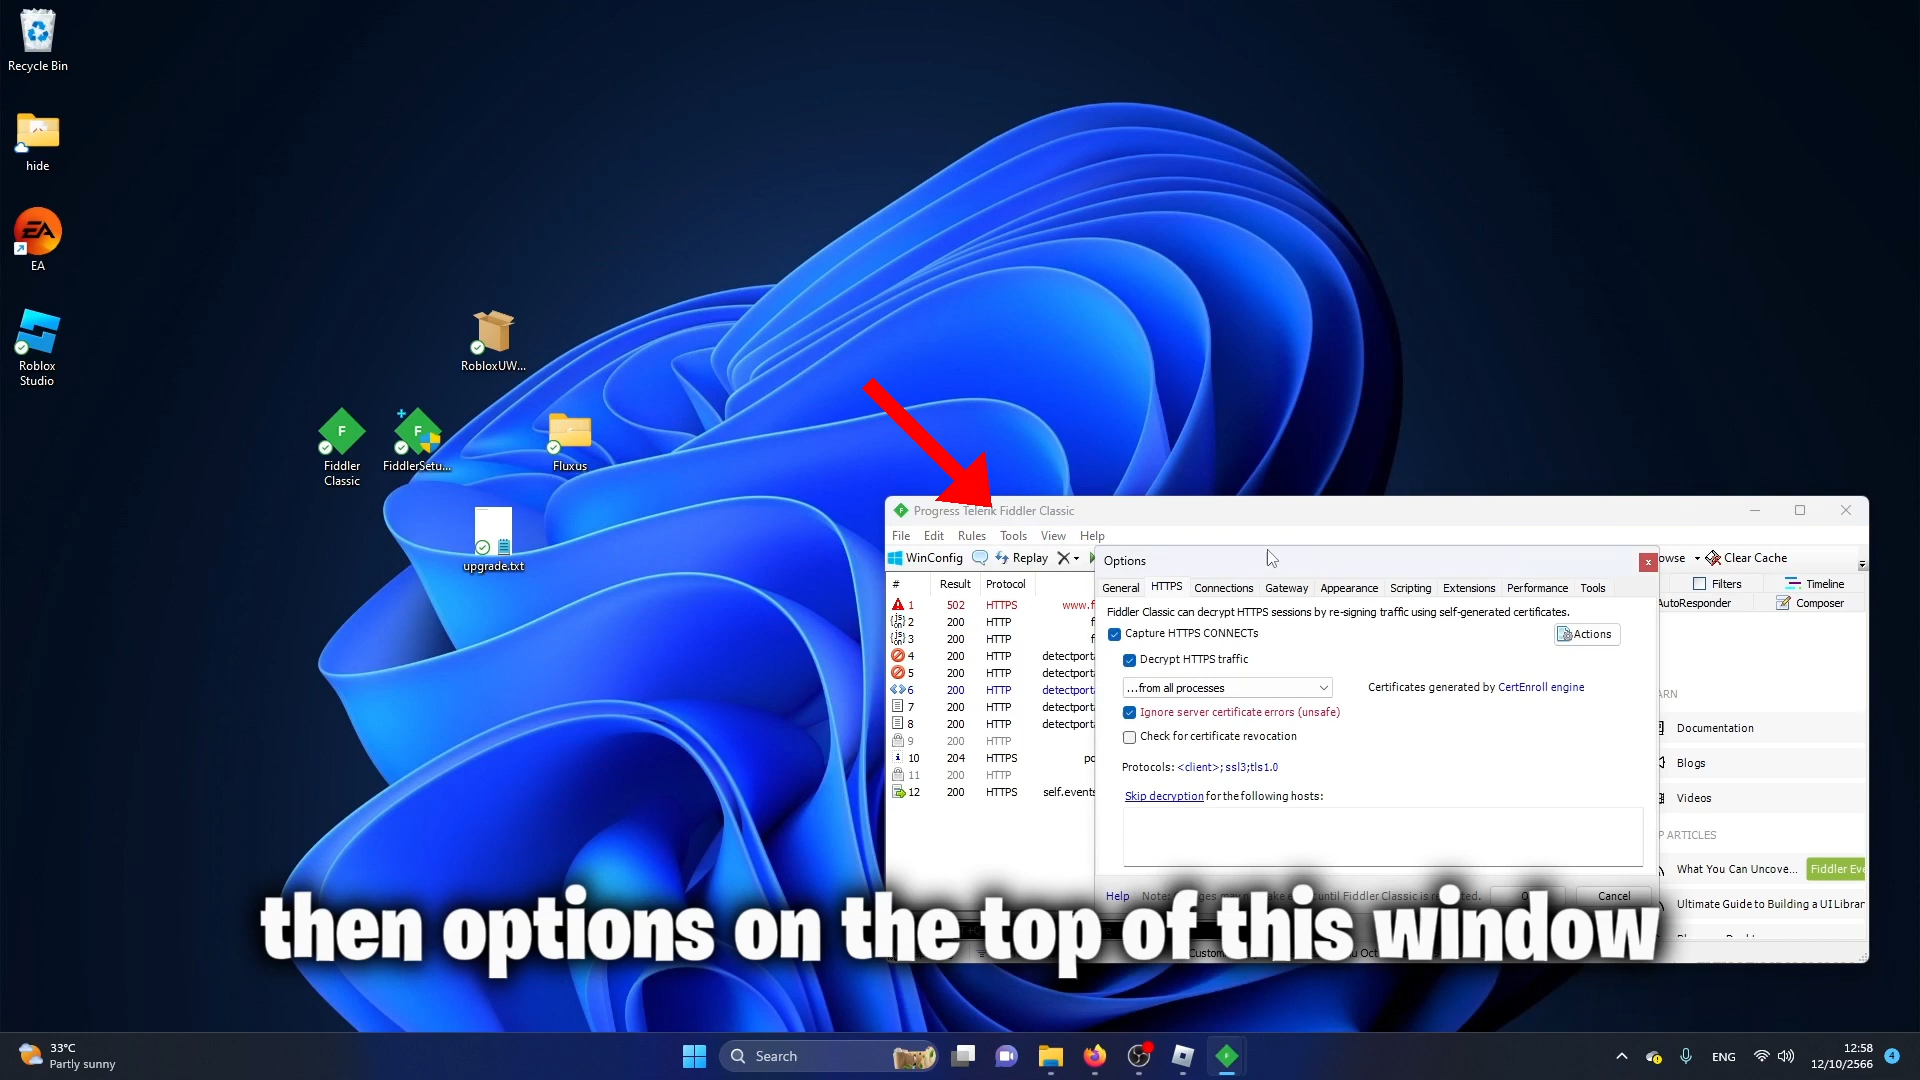 Recycle Bin
hide
EA
EA
Roblox
Studio
RobloxUW...
F
Fiddler
Classic
F
FiddlerSetu...
Fluxus
upgrade.txt
Progress Telerik Fiddler Classic
File Edit Rules Tools View Help
WinConfig Replay
Clear Cache
# Result Protocol
1 502 HTTPS www.f
2 200 HTTP f
3 200 HTTP f
4 200 HTTP detectport
5 200 HTTP detectport
6 200 HTTP detectport
7 200 HTTP detectport
8 200 HTTP detectport
9 200 HTTP
10 204 HTTPS
11 200 HTTP
12 200 HTTPS self.events
Options
General HTTPS Connections Gateway Appearance Scripting Extensions Performance Tools
Fiddler Classic can decrypt HTTPS sessions by re-signing traffic using self-generated certificates.
Capture HTTPS CONNECTs
Actions
Decrypt HTTPS traffic
...from all processes
Certificates generated by CertEnroll engine
Ignore server certificate errors (unsafe)
Check for certificate revocation
Protocols: <client>;ssl3;tls1.0
Skip decryption for the following hosts:
Help Note: until Fiddler Classic is
Cancel
Filters Timeline
AutoResponder Composer
Documentation
Blogs
Videos
ARTICLES
What You Can Uncove... Fiddler Eve
Ultimate Guide to Building a UI Librar
then options on the top of this window
33°C
Partly sunny
Search
ENG
12:58
12/10/2566
4